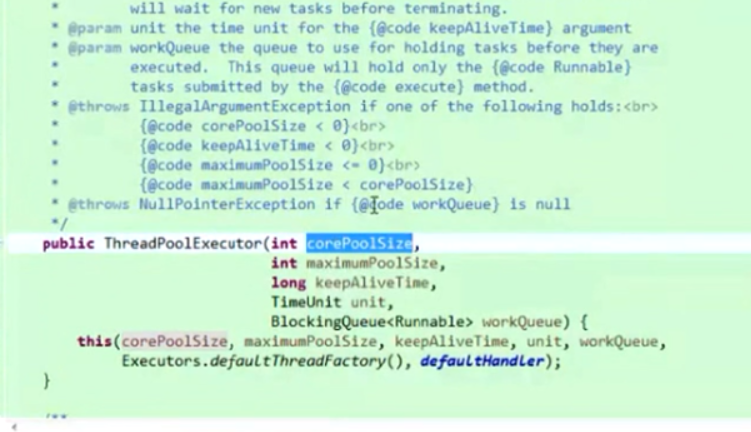 * will wait for new tasks before terminating.
* @param unit the time unit for the {@code keepAliveTime} argument
* @param workQueue the queue to use for holding tasks before they are
* executed. This queue will hold only the {@code Runnable}
* tasks submitted by the {@code execute} method.
* @throws IllegalArgumentException if one of the following holds:<br>
* {@code corePoolSize < 0}<br>
* {@code keepAliveTime < 0}<br>
* {@code maximumPoolSize <= 0}<br>
* {@code maximumPoolSize < corePoolSize}
* @throws NullPointerException if {@code workQueue} is null
*/
public ThreadPoolExecutor(int corePoolSize,
int maximumPoolSize,
long keepAliveTime,
TimeUnit unit,
BlockingQueue<Runnable> workQueue) {
this(corePoolSize, maximumPoolSize, keepAliveTime, unit, workQueue,
Executors.defaultThreadFactory(), defaultHandler);
}
/**